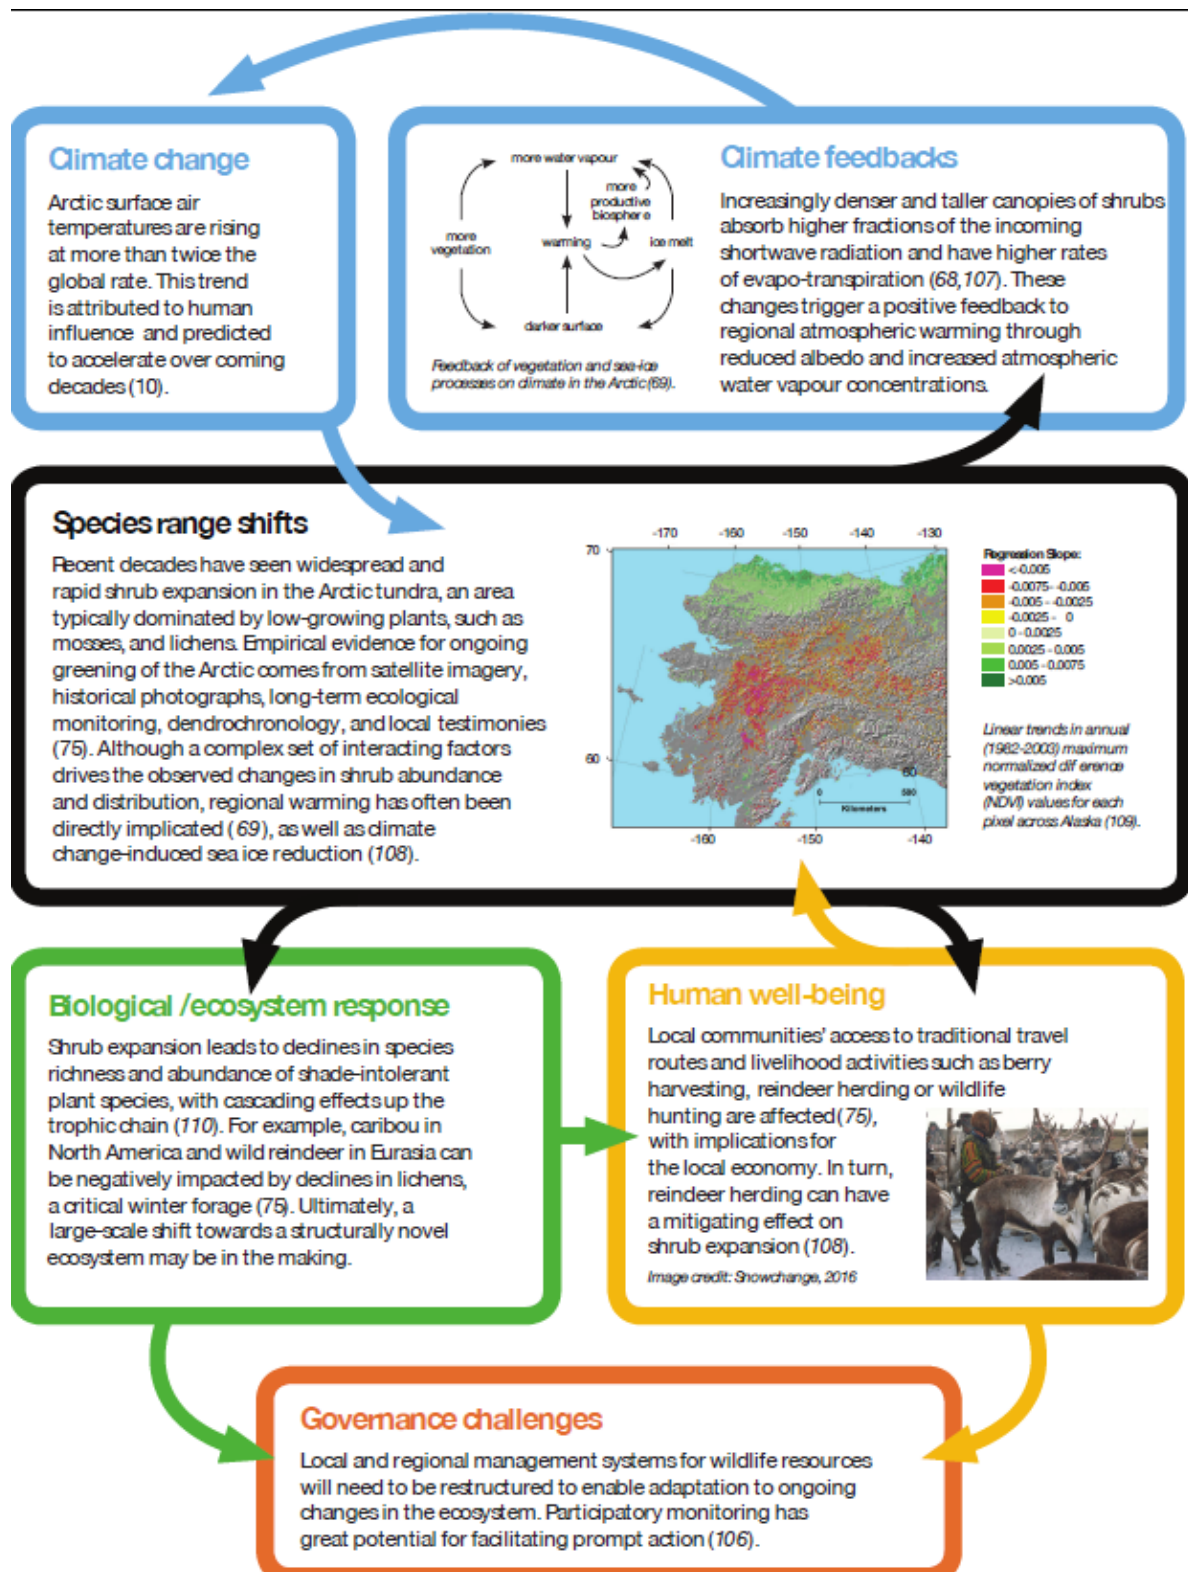 Climate change
Arctic surface air
temperatures are rising
at more than twice the
global rate. This trend
is attributed to human
influence and predicted
to accelerate over coming
decades (10).
more water vapour
more
productive
biosphere
more
vegetation
warming
ice melt
darker surface
Feedback of vegetation and sea-ice
processes on climate in the Arctic(69).
Climate feedbacks
Increasingly denser and taller canopies of shrubs
absorb higher fractions of the incoming
shortwave radiation and have higher rates
of evapo-transpiration (68,107). These
changes trigger a positive feedback to
regional atmospheric warming through
reduced albedo and increased atmospheric
water vapour concentrations.
Species range shifts
Recent decades have seen widespread and
rapid shrub expansion in the Arctic tundra, an area
typically dominated by low-growing plants, such as
mosses, and lichens. Empirical evidence for ongoing
greening of the Arctic comes from satellite imagery,
historical photographs, long-term ecological
monitoring, dendrochronology, and local testimonies
(75). Although a complex set of interacting factors
drives the observed changes in shrub abundance
and distribution, regional warming has often been
directly implicated (69), as well as climate
change-induced sea ice reduction (108).
-170 -160 -150 -140 -130
70
60
60
0 500
Kilometers
-160 -150 -140
Regression Slope:
<-0.005
-0.0075- -0.005
-0.005 - -0.0025
-0.0025 - 0
0 - 0.0025
0.0025 - 0.005
0.005 - 0.0075
>0.005
Linear trends in annual
(1982-2003) maximum
normalized dif erence
vegetation index
(NDVI) values for each
pixel across Alaska (109).
Biological /ecosystem response
Shrub expansion leads to declines in species
richness and abundance of shade-intolerant
plant species, with cascading effects up the
trophic chain (110). For example, caribou in
North America and wild reindeer in Eurasia can
be negatively impacted by declines in lichens,
a critical winter forage (75). Ultimately, a
large-scale shift towards a structurally novel
ecosystem may be in the making.
Human well-being
Local communities' access to traditional travel
routes and livelihood activities such as berry
harvesting, reindeer herding or wildlife
hunting are affected (75),
with implications for
the local economy. In turn,
reindeer herding can have
a mitigating effect on
shrub expansion (108).
Image credit: Snowchange, 2016
Governance challenges
Local and regional management systems for wildlife resources
will need to be restructured to enable adaptation to ongoing
changes in the ecosystem. Participatory monitoring has
great potential for facilitating prompt action (106).